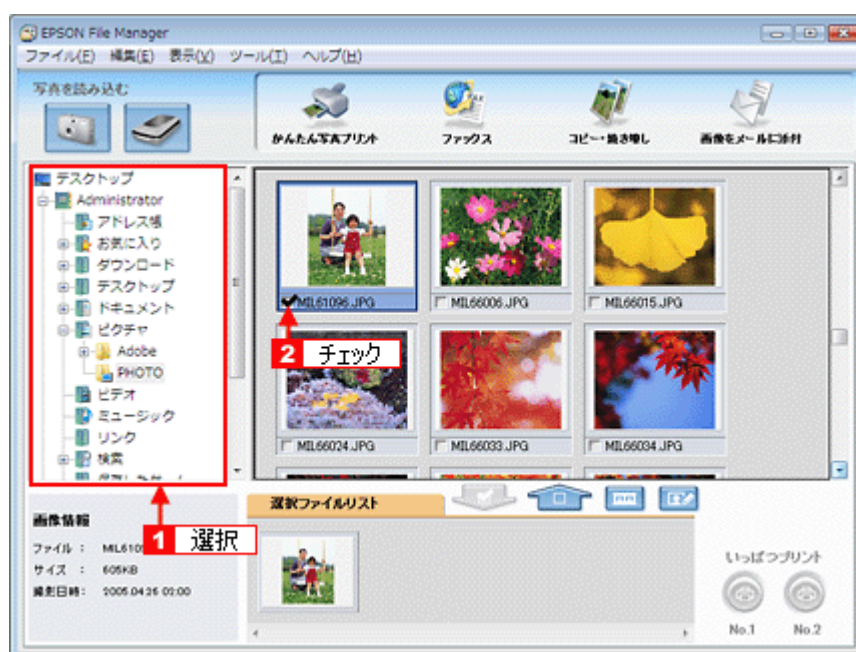 EPSON File Manager
ファイル(F) 編集(E) 表示(V) ツール(T) ヘルプ(H)
写真を読み込む
かんたん写真プリント
ファックス
コピー・焼き増し
画像をメールに添付
デスクトップ
Administrator
アドレス帳
お気に入り
ダウンロード
デスクトップ
ドキュメント
ピクチャ
Adobe
PHOTO
ビデオ
ミュージック
リンク
検索
MIL61096.JPG
MIL66006.JPG
MIL66015.JPG
2 チェック
MIL66024.JPG
MIL66033.JPG
MIL66034.JPG
1 選択
選択ファイルリスト
画像情報
ファイル :
サイズ : 605KB
撮影日時: 2005.04.26 02:00
いっぱつプリント
No.1 No.2